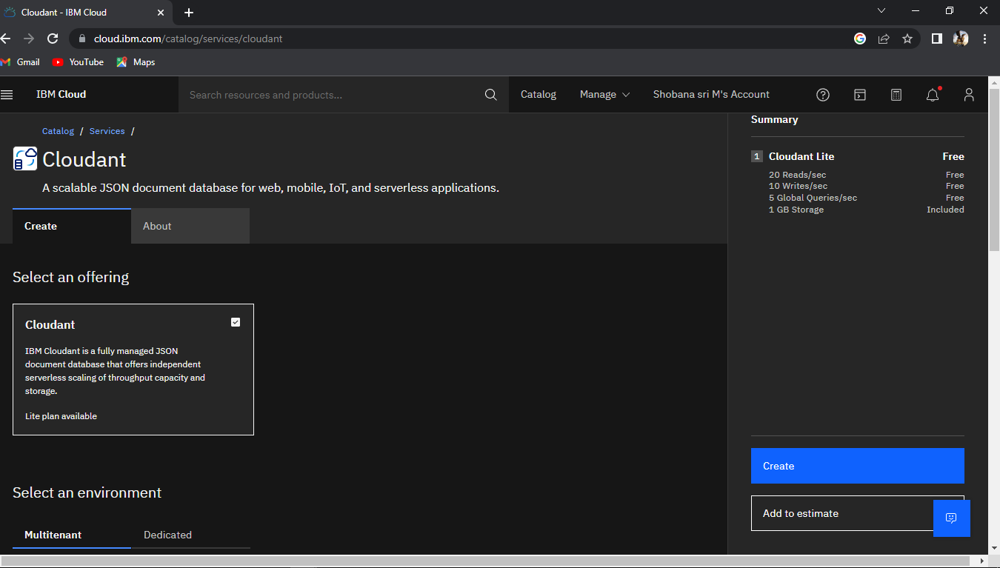 Cloudant - IBM Cloud
cloud.ibm.com/catalog/services/cloudant
Gmail YouTube Maps
IBM Cloud
Search resources and products...
Catalog Manage Shobana sri M's Account
Catalog / Services /
Cloudant
A scalable JSON document database for web, mobile, IoT, and serverless applications.
Create About
Select an offering
Cloudant
IBM Cloudant is a fully managed JSON
document database that offers independent
serverless scaling of throughput capacity and
storage.
Lite plan available
Select an environment
Multitenant Dedicated
Summary
1 Cloudant Lite Free
20 Reads/sec Free
10 Writes/sec Free
5 Global Queries/sec Free
1 GB Storage Included
Create
Add to estimate